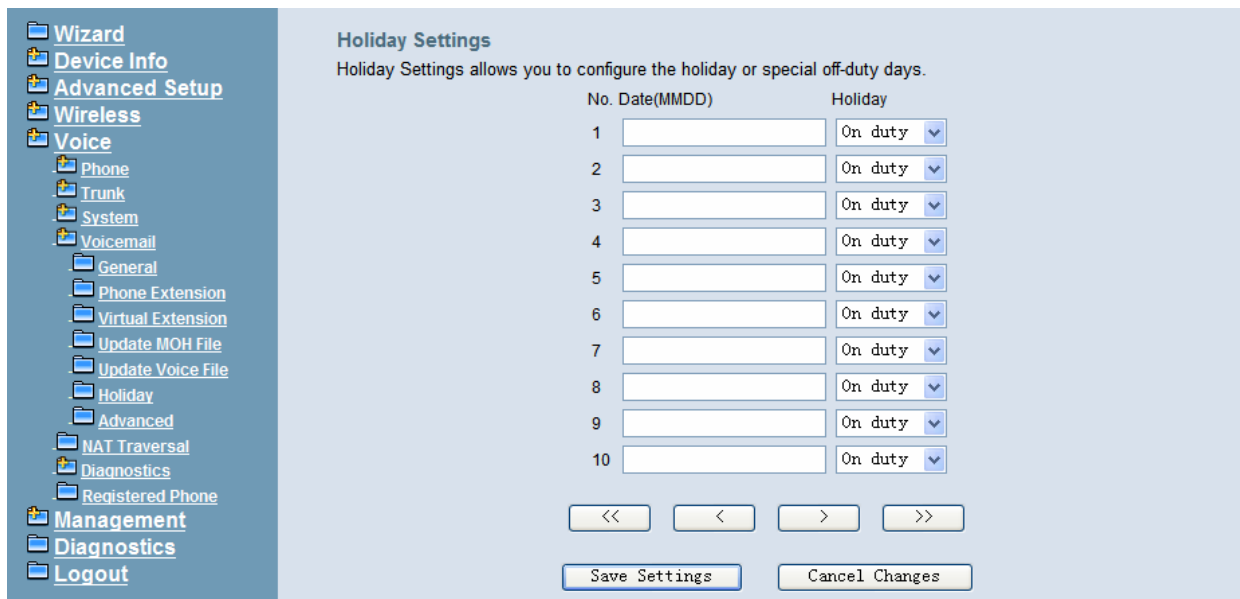 Wizard
Device Info
Advanced Setup
Wireless
Voice
Phone
Trunk
System
Voicemail
General
Phone Extension
Virtual Extension
Update MOH File
Update Voice File
Holiday
Advanced
NAT Traversal
Diagnostics
Registered Phone
Management
Diagnostics
Logout
Holiday Settings
Holiday Settings allows you to configure the holiday or special off-duty days.
No. Date(MMDD) Holiday
1 On duty
2 On duty
3 On duty
4 On duty
5 On duty
6 On duty
7 On duty
8 On duty
9 On duty
10 On duty
<< < > >>
Save Settings Cancel Changes